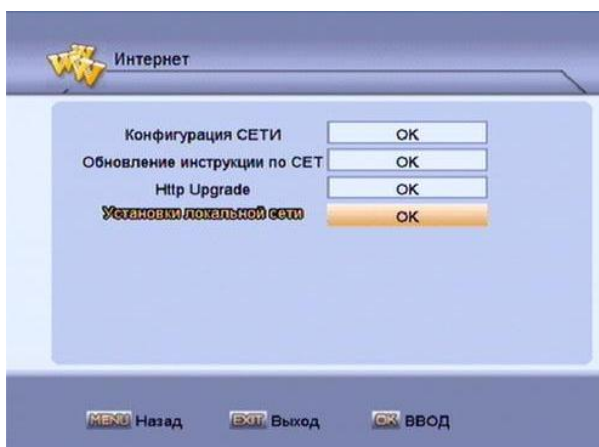 WWW Интернет
Конфигурация СЕТИ OK
Обновление инструкции по СЕТ OK
Http Upgrade OK
Установки локальной сети OK
MENU Назад EXIT Выход OK ВВОД